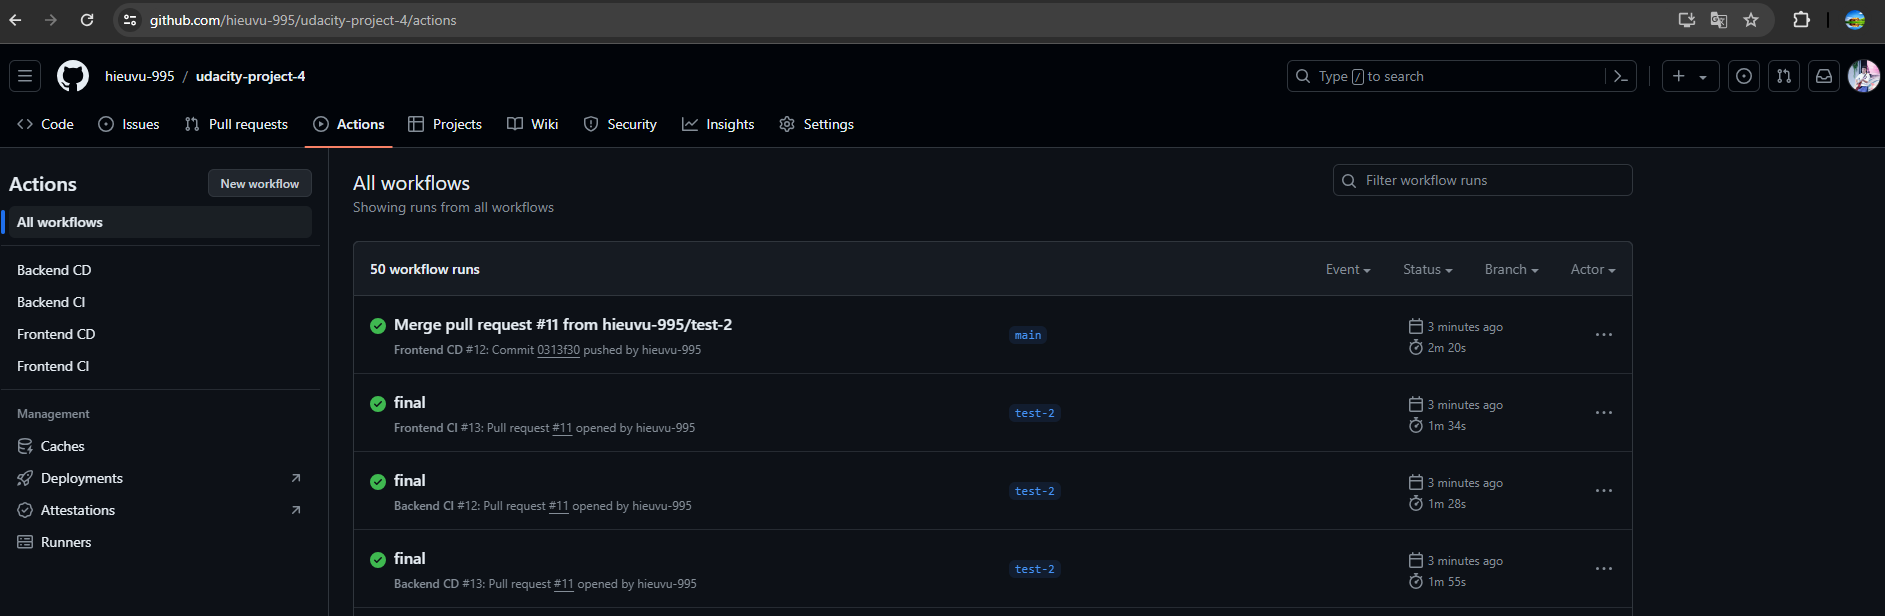 github.com/hieuvu-995/udacity-project-4/actions
hieuvu-995 / udacity-project-4
Type / to search
Code
Issues
Pull requests
Actions
Projects
Wiki
Security
Insights
Settings
Actions
New workflow
All workflows
Backend CD
Backend CI
Frontend CD
Frontend CI
Management
Caches
Deployments
Attestations
Runners
All workflows
Showing runs from all workflows
Filter workflow runs
50 workflow runs
Event
Status
Branch
Actor
Merge pull request #11 from hieuvu-995/test-2
Frontend CD #12: Commit 0313f30 pushed by hieuvu-995
main
3 minutes ago
2m 20s
final
Frontend CI #13: Pull request #11 opened by hieuvu-995
test-2
3 minutes ago
1m 34s
final
Backend CI #12: Pull request #11 opened by hieuvu-995
test-2
3 minutes ago
1m 28s
final
Backend CD #13: Pull request #11 opened by hieuvu-995
test-2
3 minutes ago
1m 55s